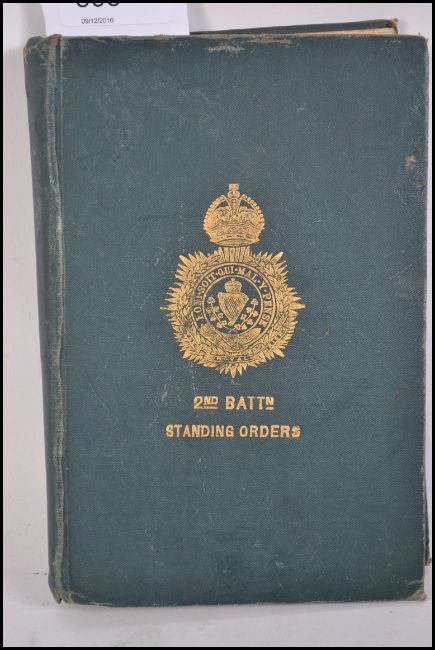 09/12/2016
HONI·SOIT·QUI·MAL·Y·PENSE
2ND BATTN
STANDING ORDERS